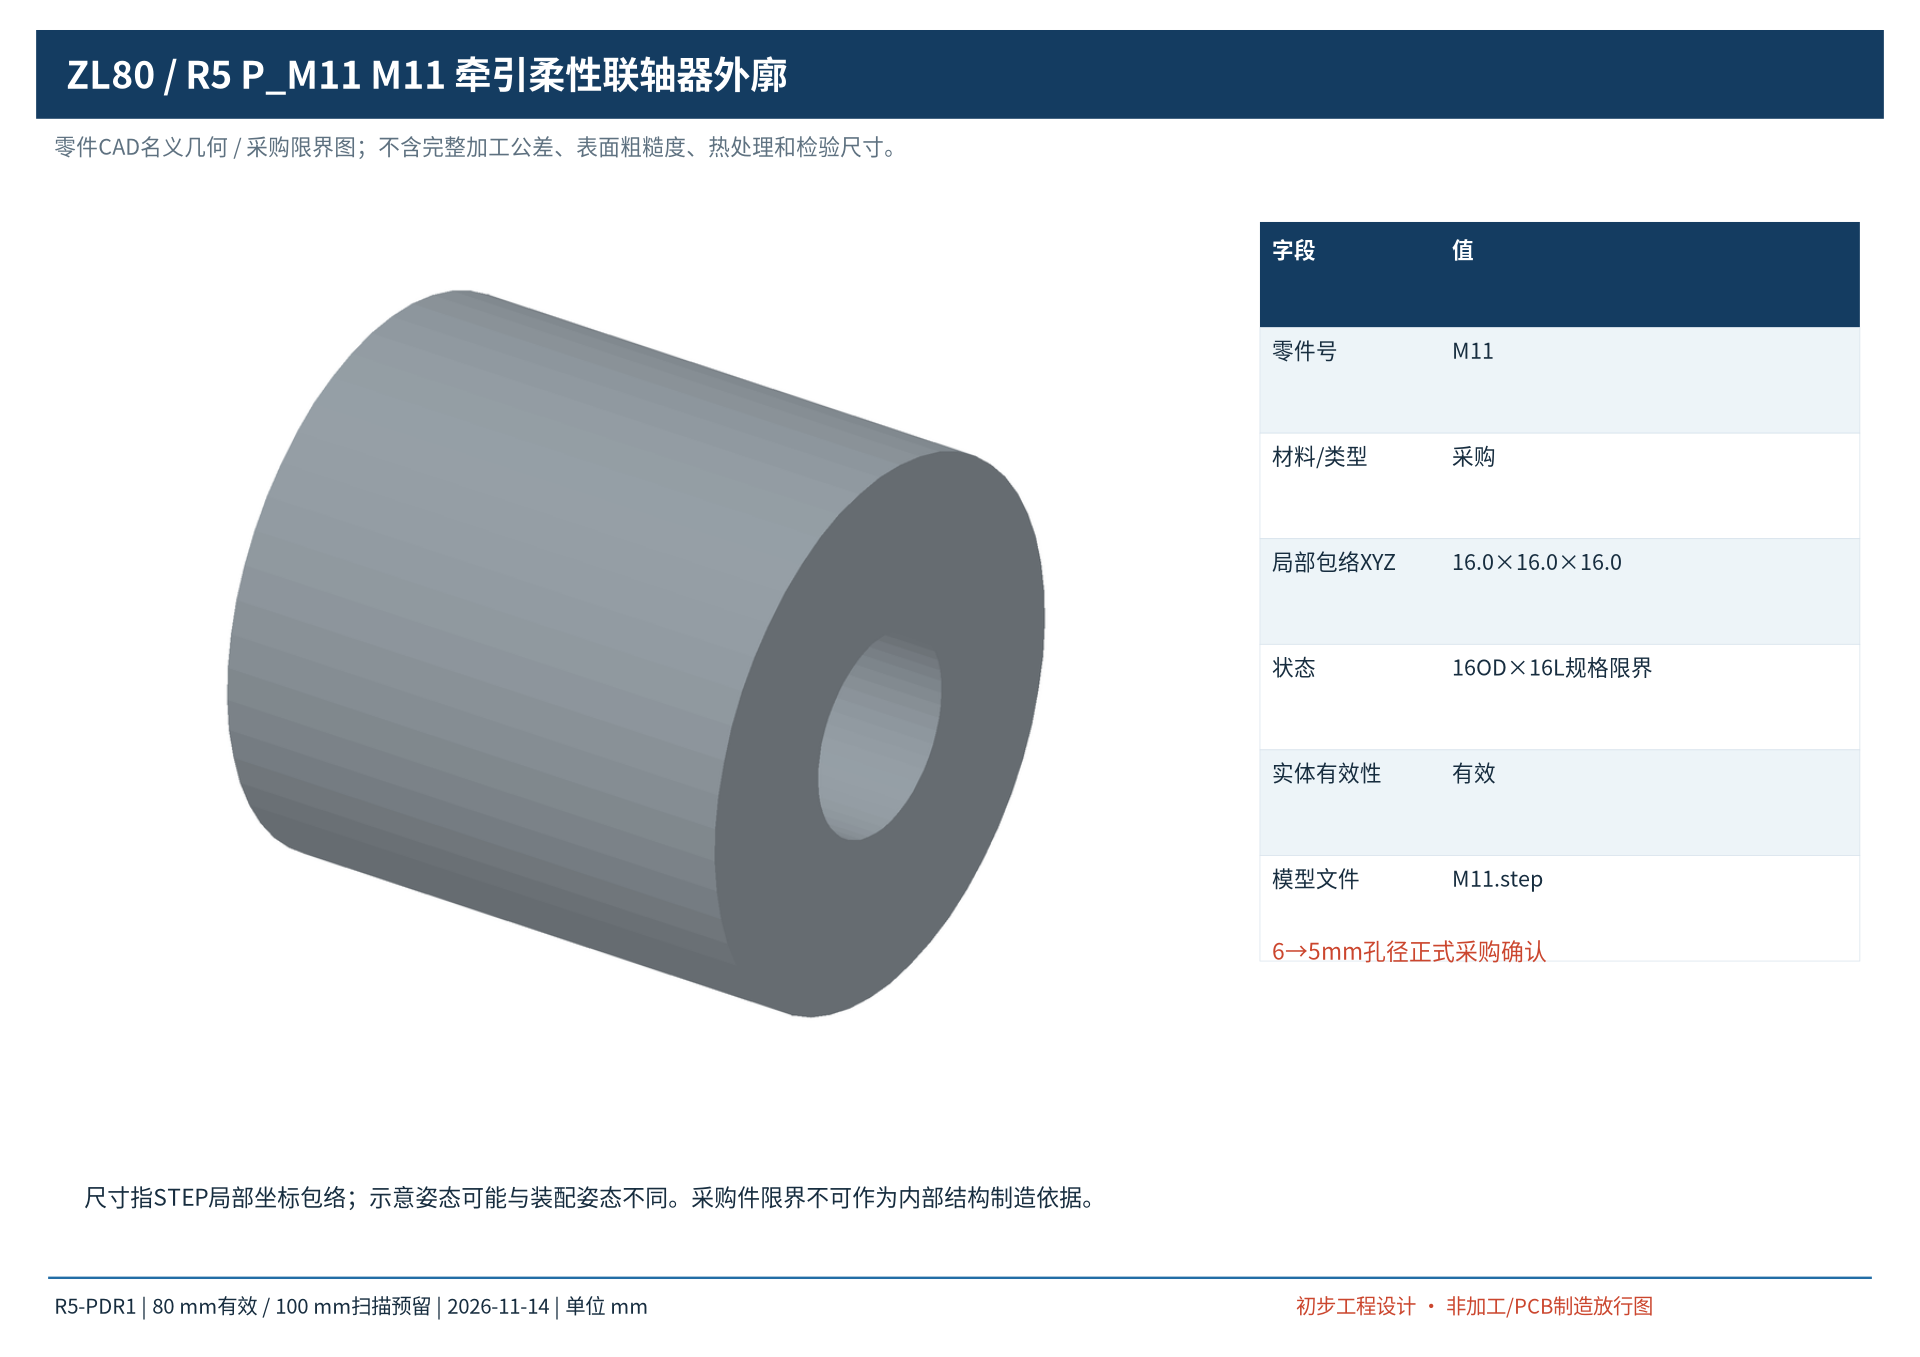 ZL80 / R5 P_M11 M11 牵引柔性联轴器外廓
零件CAD名义几何 / 采购限界图；不含完整加工公差、表面粗糙度、热处理和检验尺寸。
字段 值
零件号 M11
材料/类型 采购
局部包络XYZ 16.0×16.0×16.0
状态 16OD×16L规格限界
实体有效性 有效
模型文件 M11.step
6→5mm孔径正式采购确认
尺寸指STEP局部坐标包络；示意姿态可能与装配姿态不同。采购件限界不可作为内部结构制造依据。
R5-PDR1 | 80 mm有效 / 100 mm扫描预留 | 2026-11-14 | 单位 mm
初步工程设计 · 非加工/PCB制造放行图